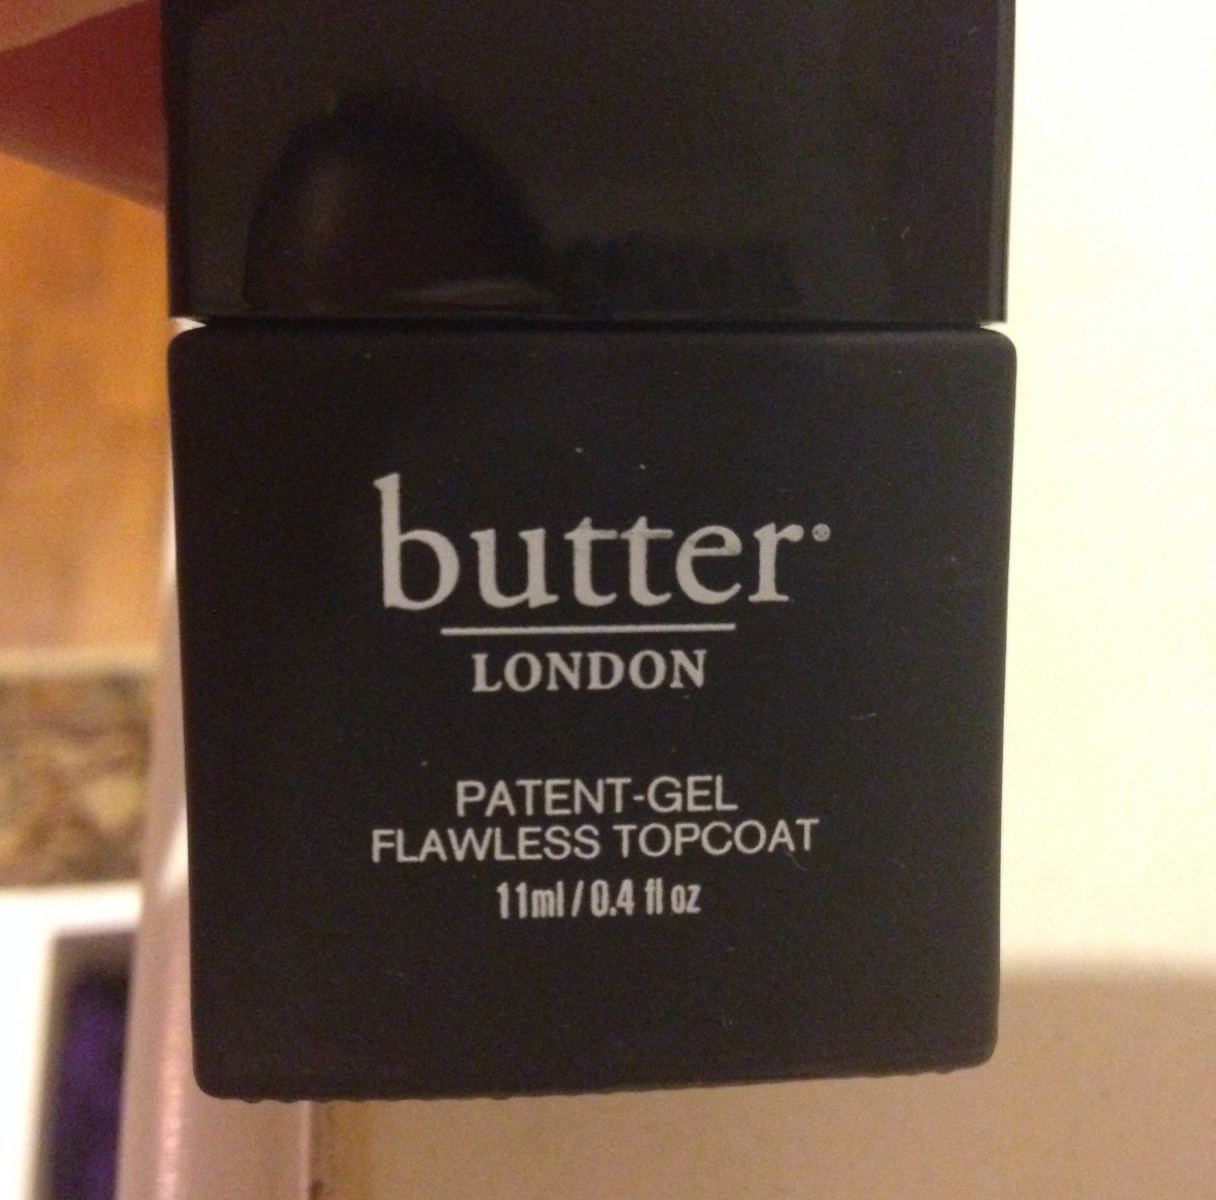 butter®
LONDON
PATENT-GEL
FLAWLESS TOPCOAT
11ml / 0.4 fl oz